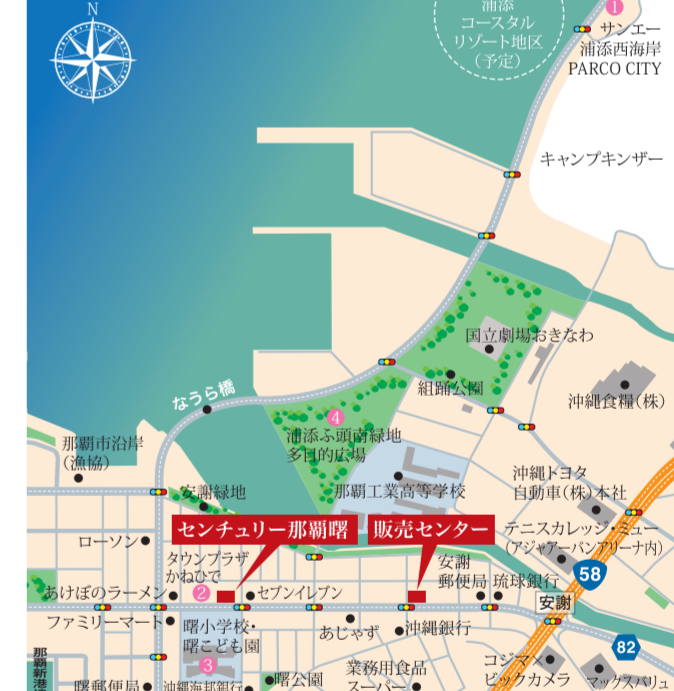 N
浦添
コースタル
リゾート地区
(予定)
1
サンエー
浦添西海岸
PARCO CITY
キャンプキンザー
国立劇場おきなわ
組踊公園
沖縄食糧(株)
なうら橋
4
浦添ふ頭南緑地
多目的広場
那覇市沿岸
(漁協)
安謝緑地
那覇工業高等学校
沖縄トヨタ
自動車(株)本社
センチュリー那覇曙
販売センター
テニスカレッジ・ミュー
(アジャアーバンアリーナ内)
ローソン
タウンプラザ
かねひで
安謝
郵便局
琉球銀行
58
あけぼのラーメン
2
セブンイレブン
安謝
ファミリーマート
曙小学校・
曙こども園
あじゃず
沖縄銀行
82
3
那覇新港
コジマ×
ビックカメラ
業務用食品
スーパー
曙公園
マックスバリュ
曙郵便局
沖縄海邦銀行